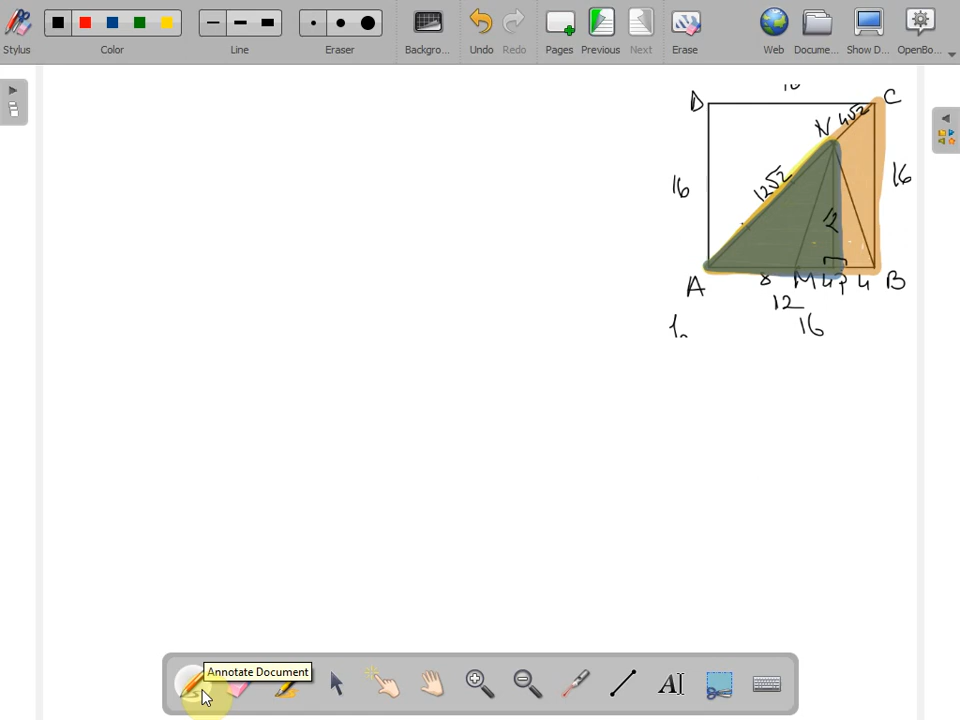 Stylus
Color
Line
Eraser
Backgro...
Undo
Redo
Pages
Previous
Next
Erase
Web
Docume...
Show D...
OpenBo...
D
C
N
4√2
16
12√2
16
12
A
8
M
4
P
4
B
12
16
Annotate Document
AI